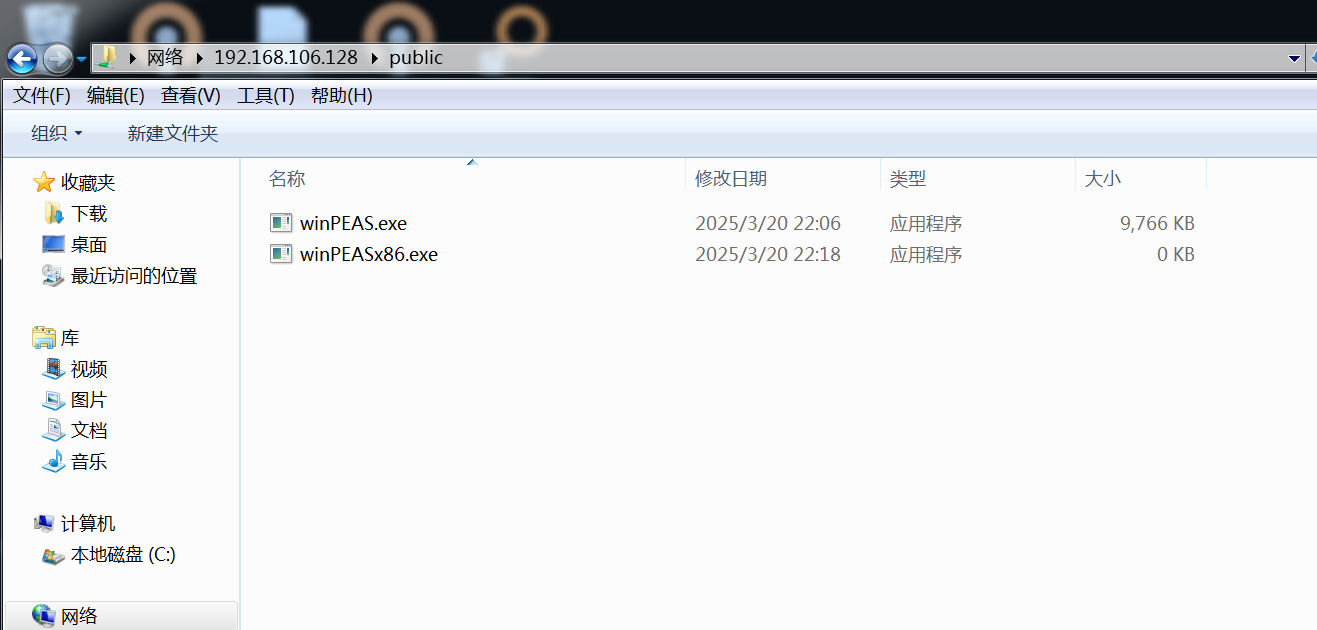 网络 192.168.106.128 public
文件(F) 编辑(E) 查看(V) 工具(T) 帮助(H)
组织 新建文件夹
名称 修改日期 类型 大小
winPEAS.exe 2025/3/20 22:06 应用程序 9,766 KB
winPEASx86.exe 2025/3/20 22:18 应用程序 0 KB
收藏夹
下载
桌面
最近访问的位置
库
视频
图片
文档
音乐
计算机
本地磁盘 (C:)
网络